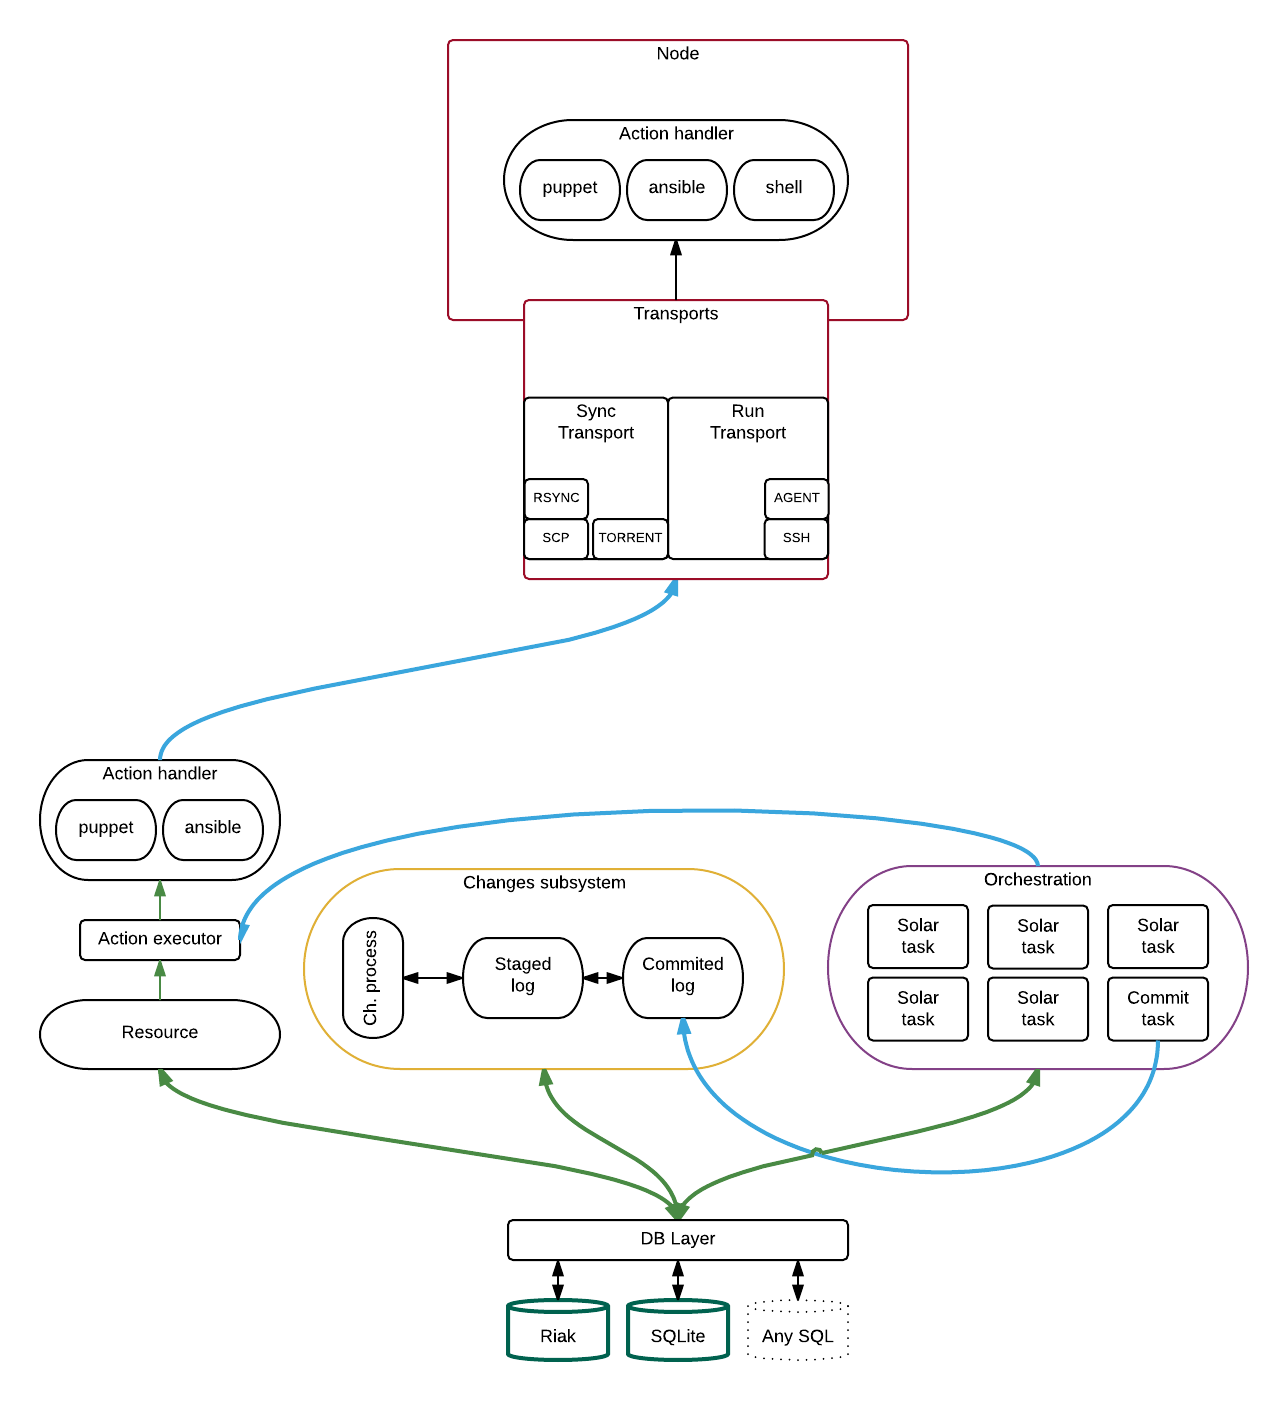 Node
Action handler
puppet
ansible
shell
Transports
Sync
Transport
Run
Transport
RSYNC
AGENT
SCP
TORRENT
SSH
Action handler
puppet
ansible
Action executor
Resource
Changes subsystem
Ch. process
Staged
log
Commited
log
Orchestration
Solar
task
Solar
task
Solar
task
Solar
task
Solar
task
Commit
task
DB Layer
Riak
SQLite
Any SQL